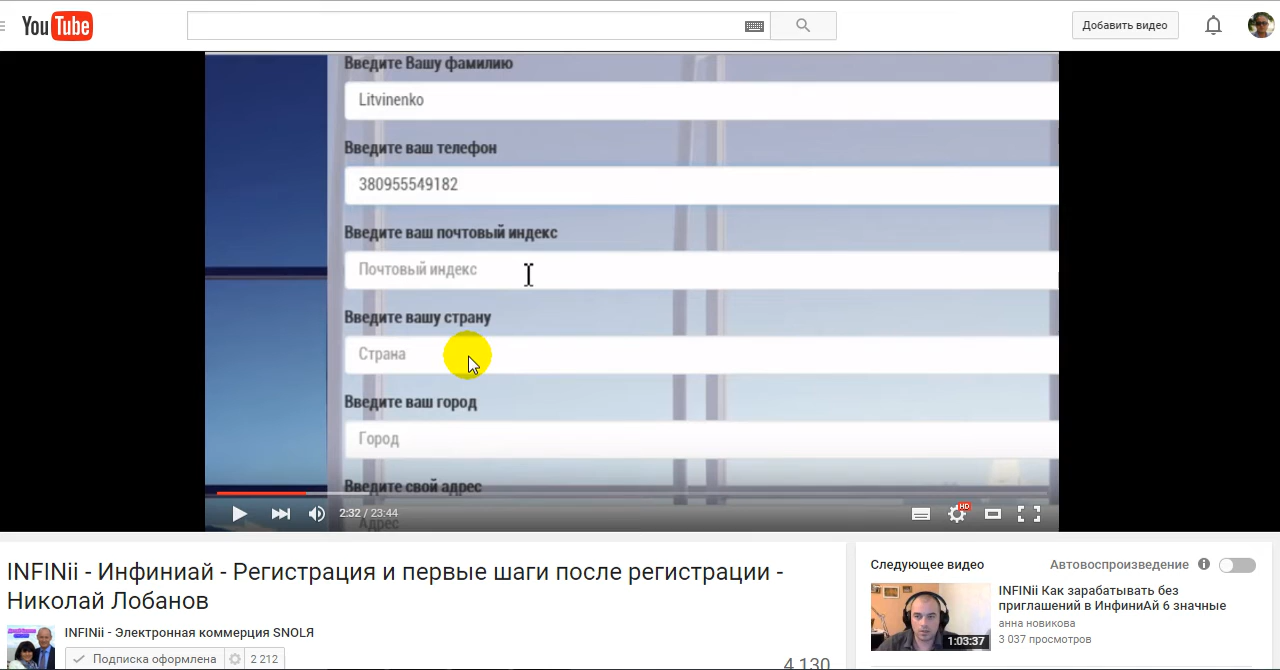 YouTube
Добавить видео
Введите Вашу фамилию
Litvinenko
Введите ваш телефон
380955549182
Введите ваш почтовый индекс
Почтовый индекс
Введите вашу страну
Страна
Введите ваш город
Город
Введите свой адрес
Адрес
2:32 / 23:44
HD
INFINii - Инфиниай - Регистрация и первые шаги после регистрации -
Николай Лобанов
INFINii - Электронная коммерция SNOLЯ
Подписка оформлена 2 212
4 130
Следующее видео
Автовоспроизведение
INFINii Как зарабатывать без
приглашений в ИнфиниАй 6 значные
анна новикова
3 037 просмотров
1:03:37